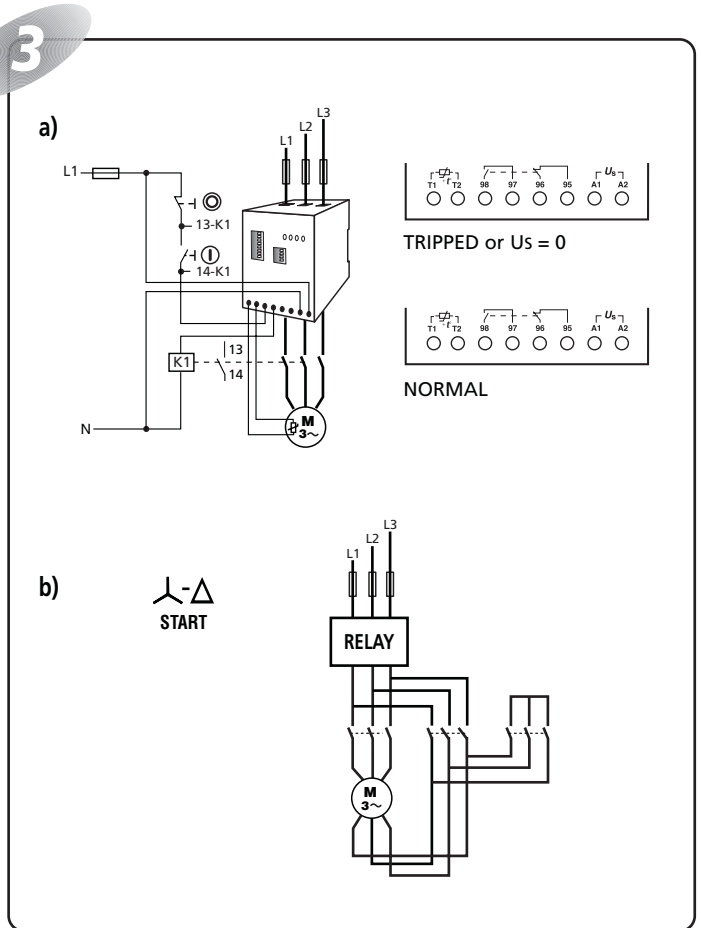 3
a)
L1
L1
L2
L3
13-K1
14-K1
K1
13
14
N
M
3~
T1 t T2 98 97 96 95 A1 Us A2
TRIPPED or Us = 0
T1 t T2 98 97 96 95 A1 Us A2
NORMAL
b)
START
L1
L2
L3
RELAY
M
3~